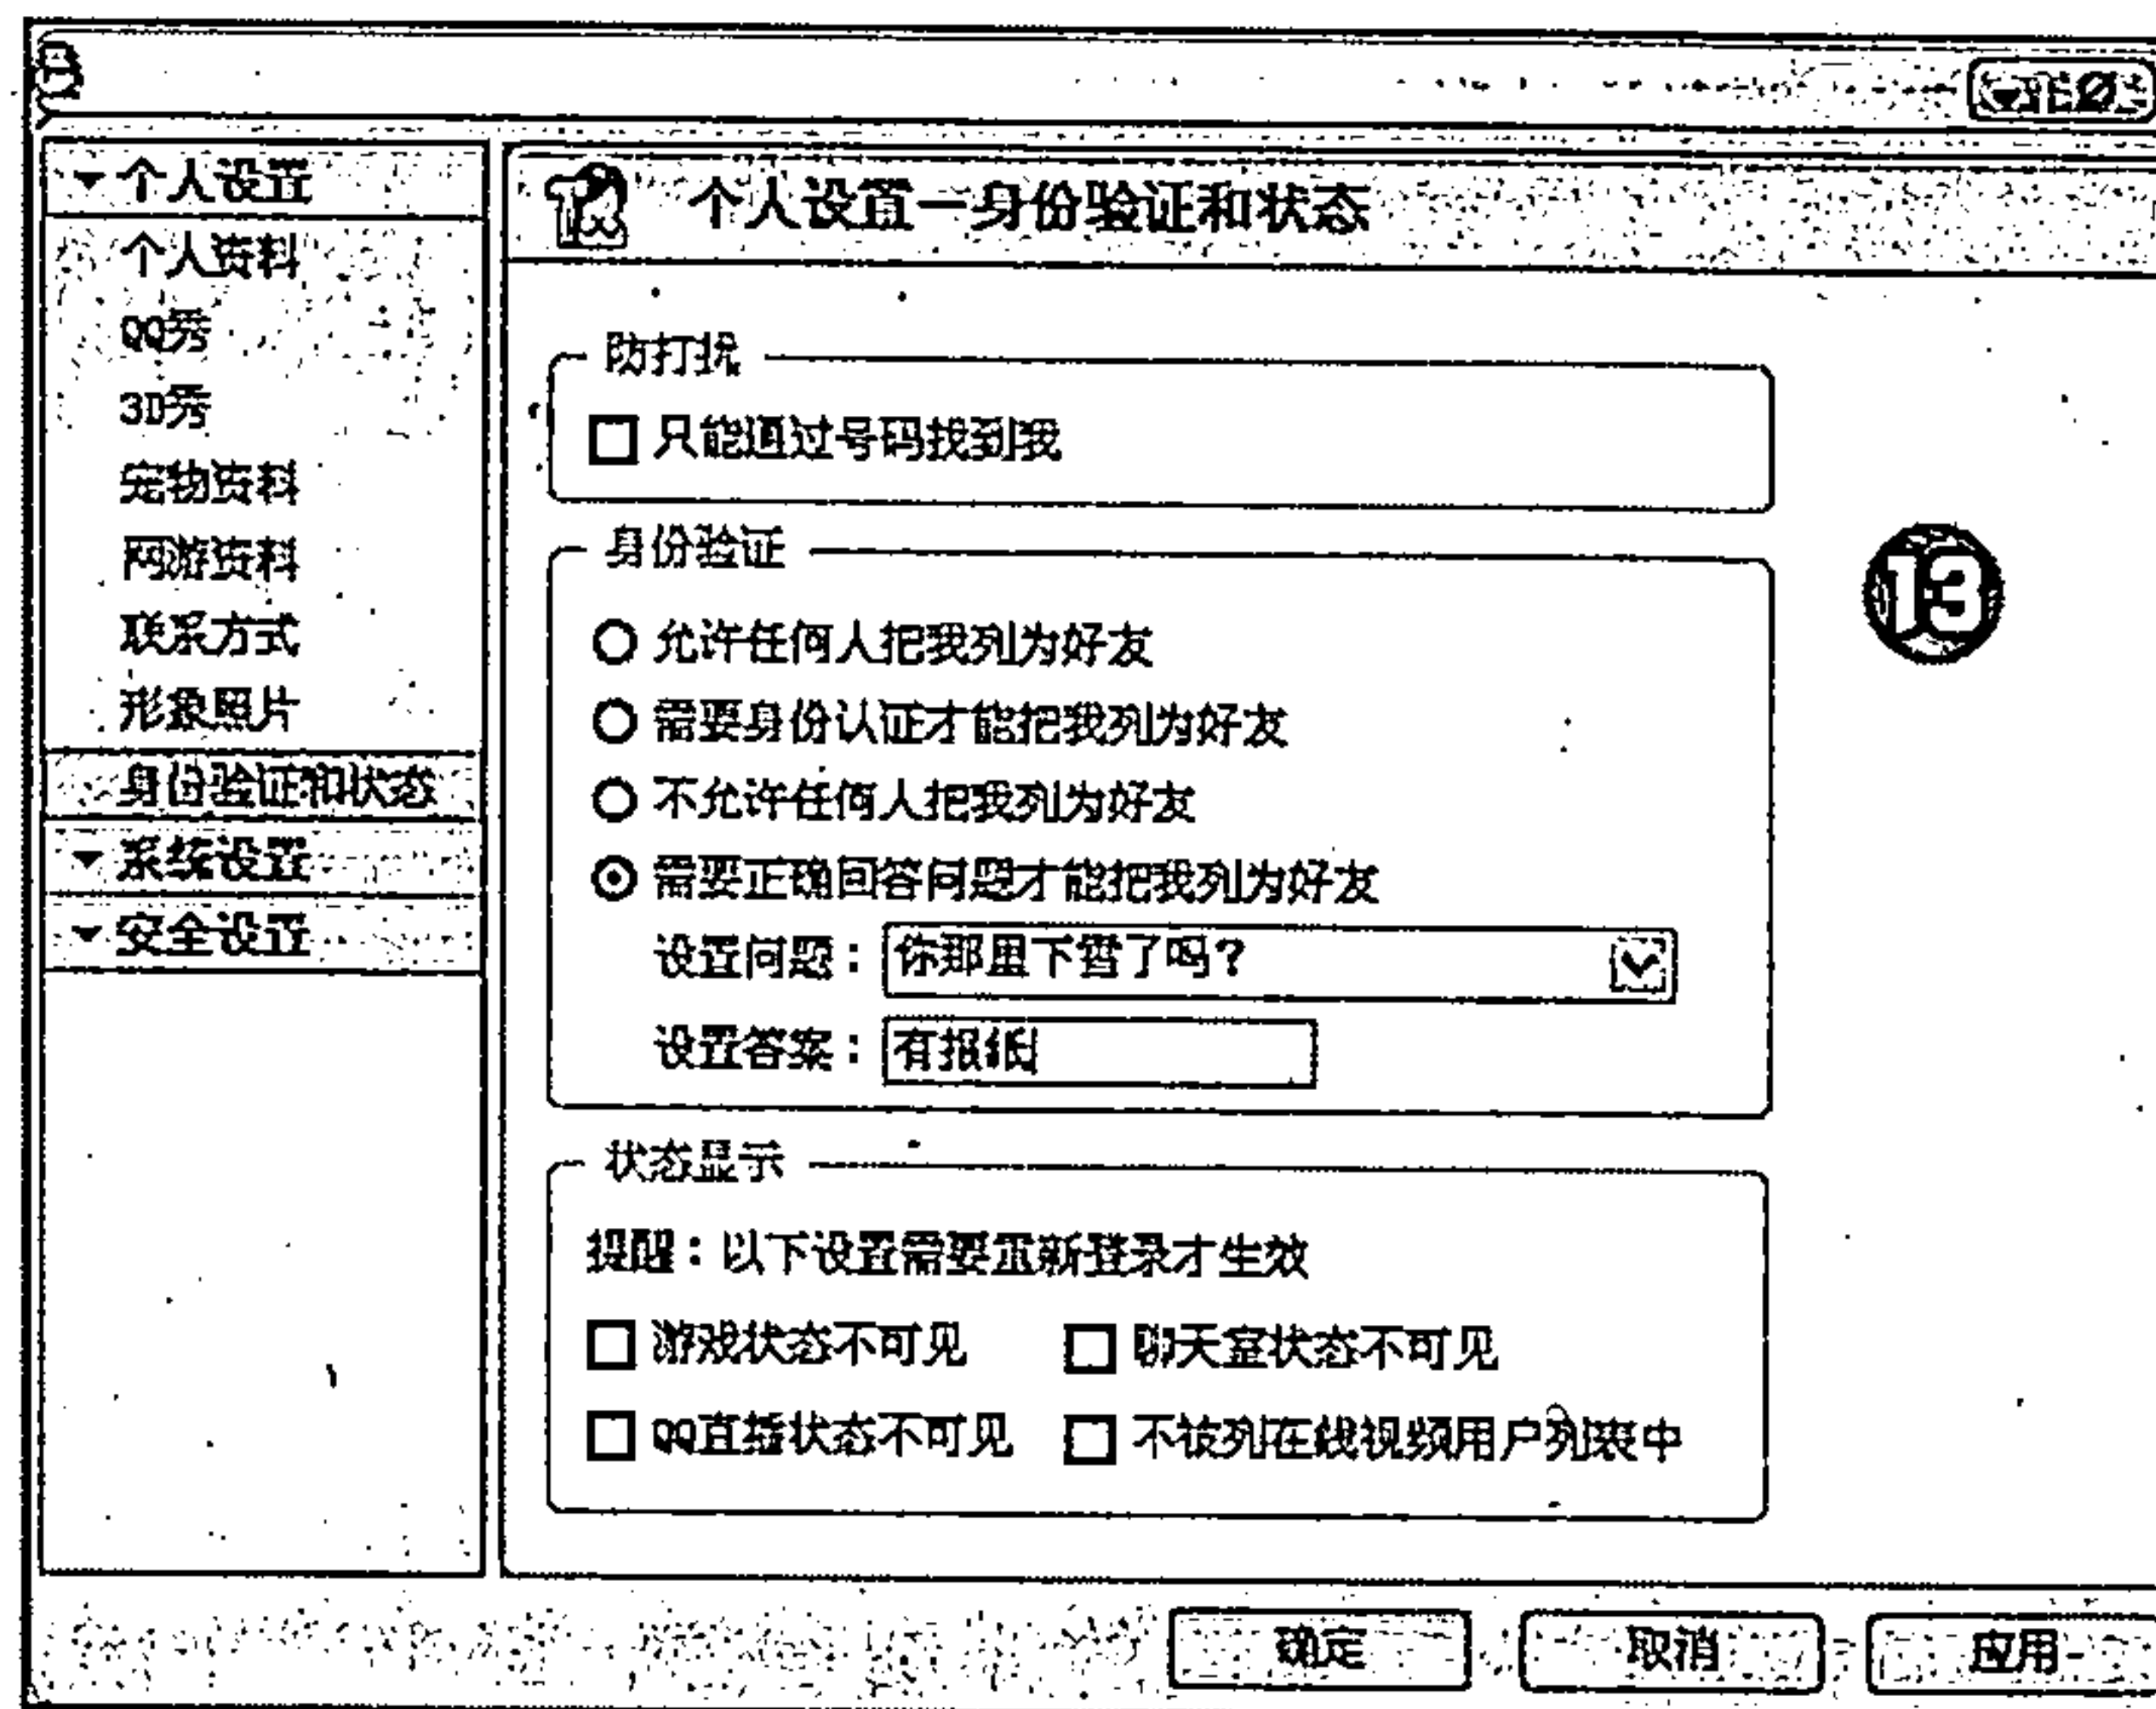 个人设置
个人资料
QQ秀
3D秀
宠物资料
网游资料
联系方式
形象照片
身份验证和状态
系统设置
安全设置
个人设置—身份验证和状态
防打扰
只能通过号码找到我
身份验证
允许任何人把我列为好友
需要身份认证才能把我列为好友
不允许任何人把我列为好友
需要正确回答问题才能把我列为好友
设置问题：你那里下雪了吗？
设置答案：有报纸
状态显示
提醒：以下设置需要重新登录才生效
游戏状态不可见 聊天室状态不可见
QQ直播状态不可见 不被列在线视频用户列表中
13
确定 取消 应用